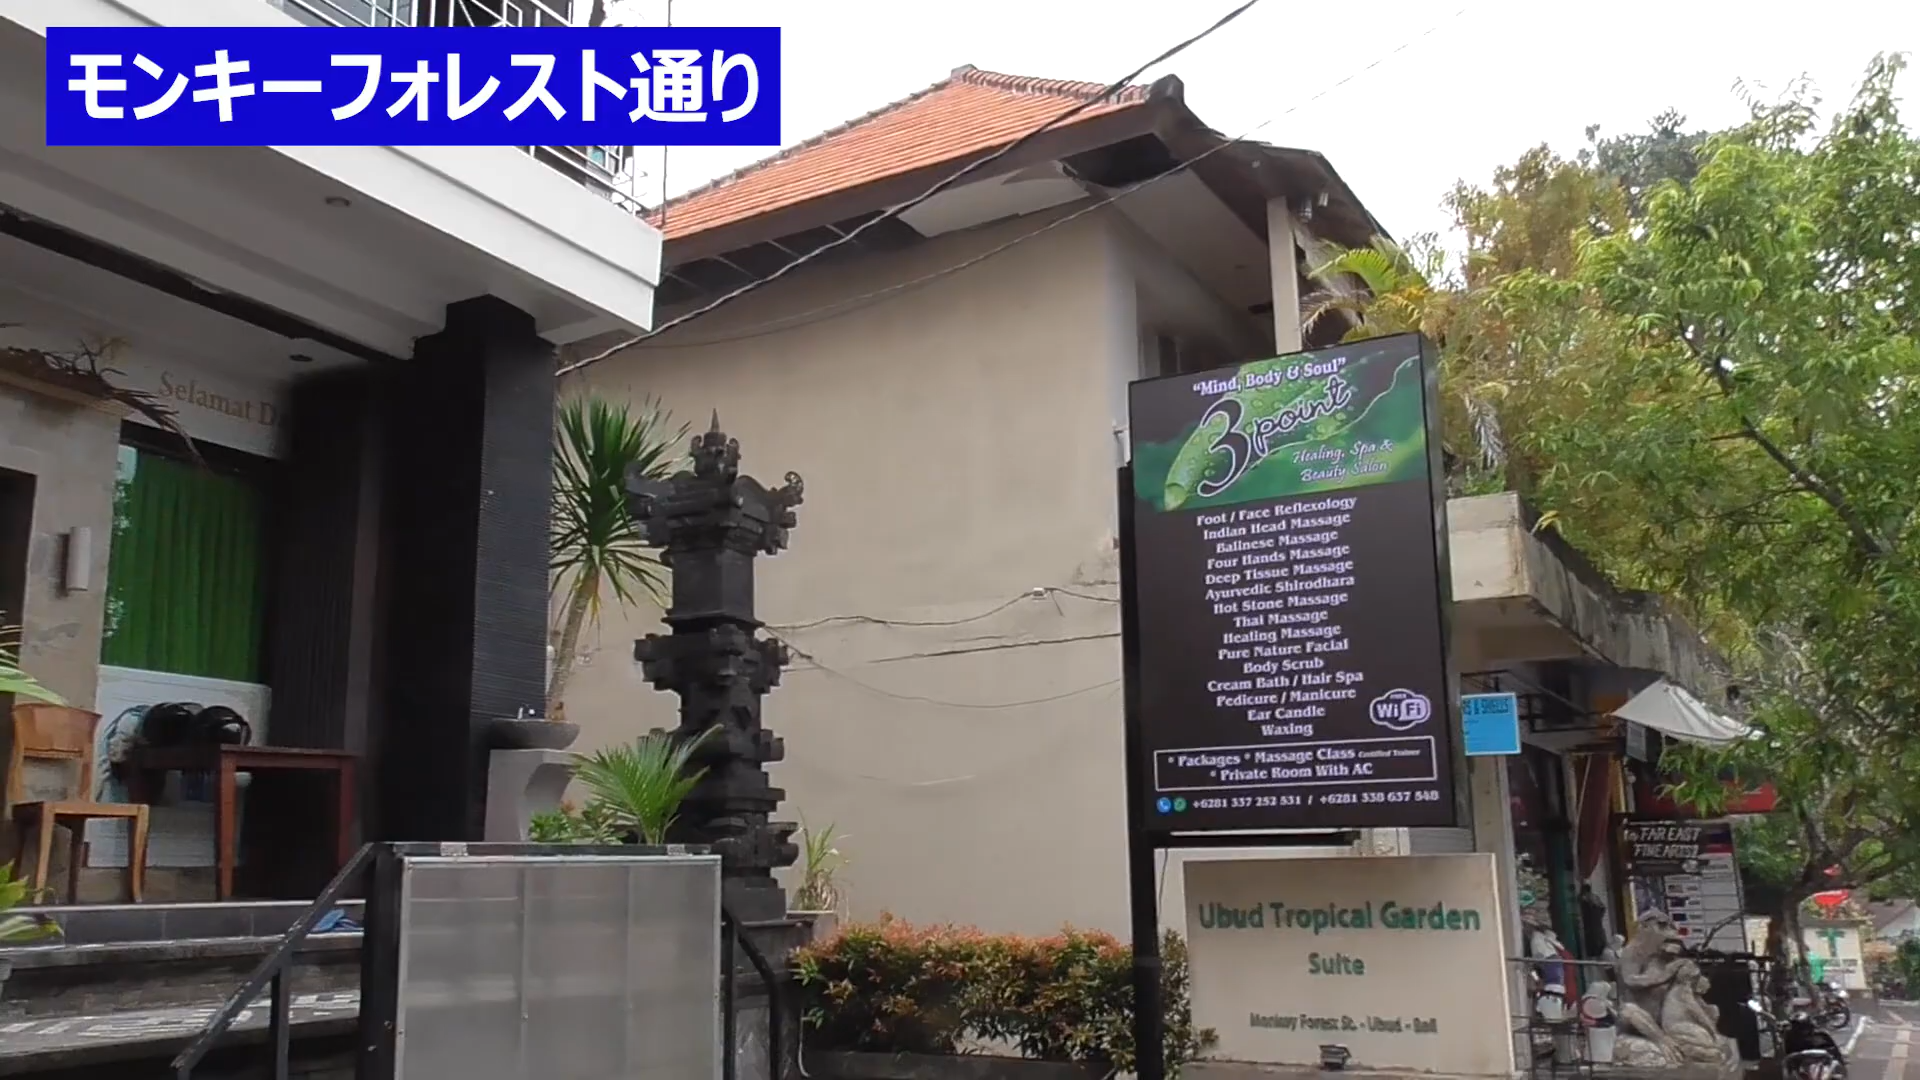 モンキーフォレスト通り
Selamat D
"Mind, Body & Soul"
3 point
Healing, Spa &
Beauty Salon
Foot / Face Reflexology
Indian Head Massage
Balinese Massage
Four Hands Massage
Deep Tissue Massage
Ayurvedic Shirodhara
Hot Stone Massage
Thai Massage
Healing Massage
Pure Nature Facial
Body Scrub
Cream Bath / Hair Spa
Pedicure / Manicure
Ear Candle
Waxing
WiFi
* Packages * Massage Class Certified Trainer
* Private Room With AC
+6281 337 252 531 / +6281 338 637 548
RS & SHELLS
FAR EAST
FINE ARTS
Ubud Tropical Garden
Suite
Monkey Forest St. - Ubud - Bali